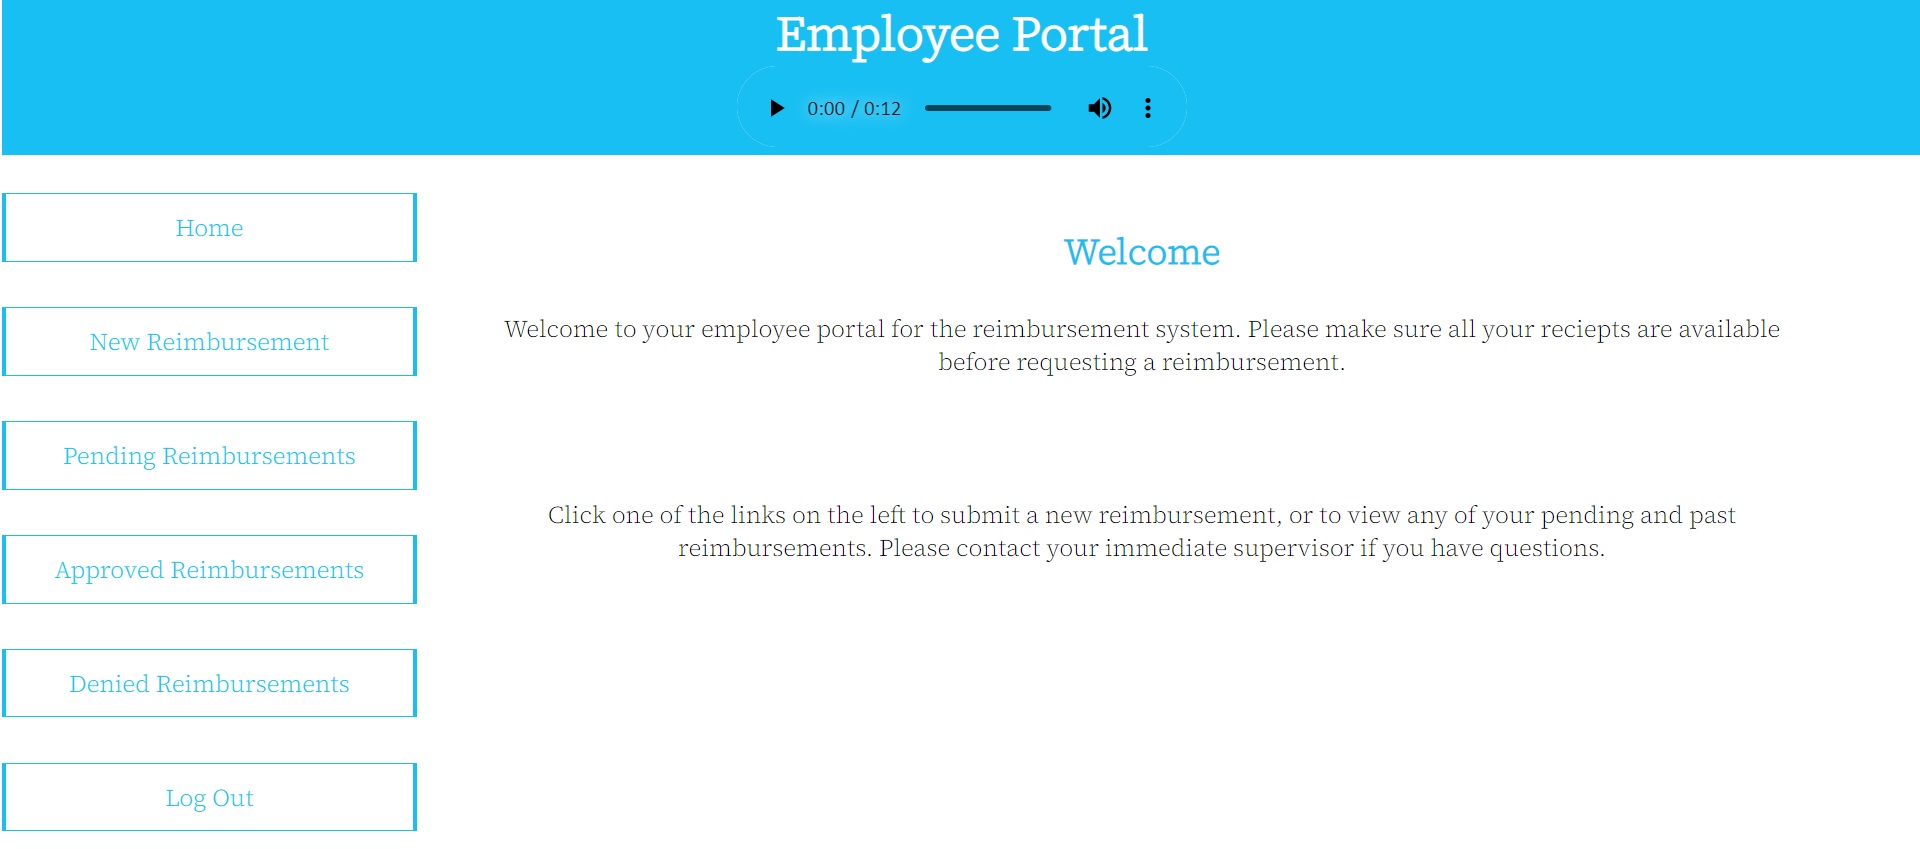 Employee Portal
0:00 / 0:12
Home
New Reimbursement
Pending Reimbursements
Approved Reimbursements
Denied Reimbursements
Log Out
Welcome
Welcome to your employee portal for the reimbursement system. Please make sure all your reciepts are available
before requesting a reimbursement.
Click one of the links on the left to submit a new reimbursement, or to view any of your pending and past
reimbursements. Please contact your immediate supervisor if you have questions.